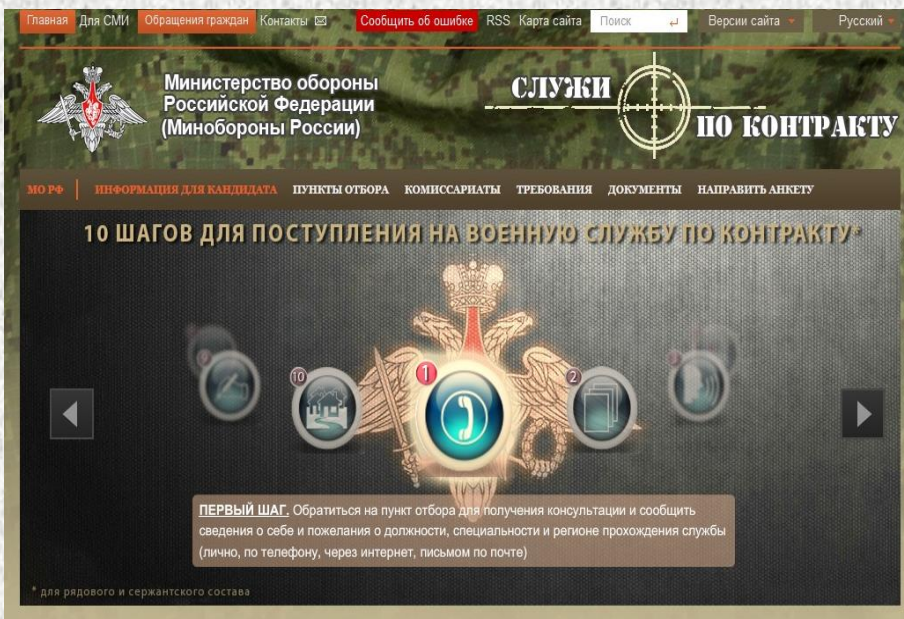 Главная Для СМИ Обращения граждан Контакты Сообщить об ошибке RSS Карта сайта Поиск Версии сайта Русский
Министерство обороны
Российской Федерации
(Минобороны России)
СЛУЖИ
ПО КОНТРАКТУ
МО РФ ИНФОРМАЦИЯ ДЛЯ КАНДИДАТА ПУНКТЫ ОТБОРА КОМИССАРИАТЫ ТРЕБОВАНИЯ ДОКУМЕНТЫ НАПРАВИТЬ АНКЕТУ
10 ШАГОВ ДЛЯ ПОСТУПЛЕНИЯ НА ВОЕННУЮ СЛУЖБУ ПО КОНТРАКТУ*
9 10 1 2 3
ПЕРВЫЙ ШАГ. Обратиться на пункт отбора для получения консультации и сообщить
сведения о себе и пожелания о должности, специальности и регионе прохождения службы
(лично, по телефону, через интернет, письмом по почте)
* для рядового и сержантского состава